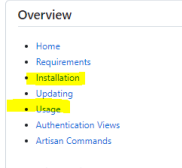 Overview
Home
Requirements
Installation
Updating
Usage
Authentication Views
Artisan Commands